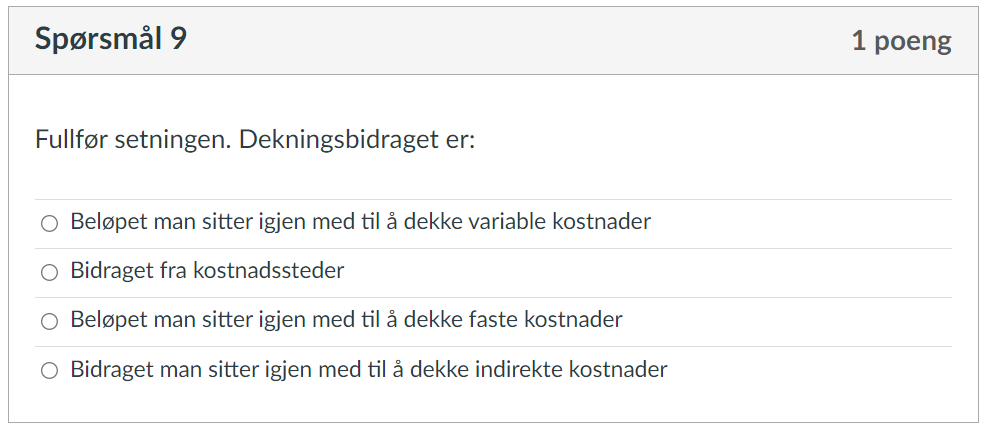 Spørsmål 9
1 poeng
Fullfør setningen. Dekningsbidraget er:
Beløpet man sitter igjen med til å dekke variable kostnader
Bidraget fra kostnadssteder
Beløpet man sitter igjen med til å dekke faste kostnader
Bidraget man sitter igjen med til å dekke indirekte kostnader